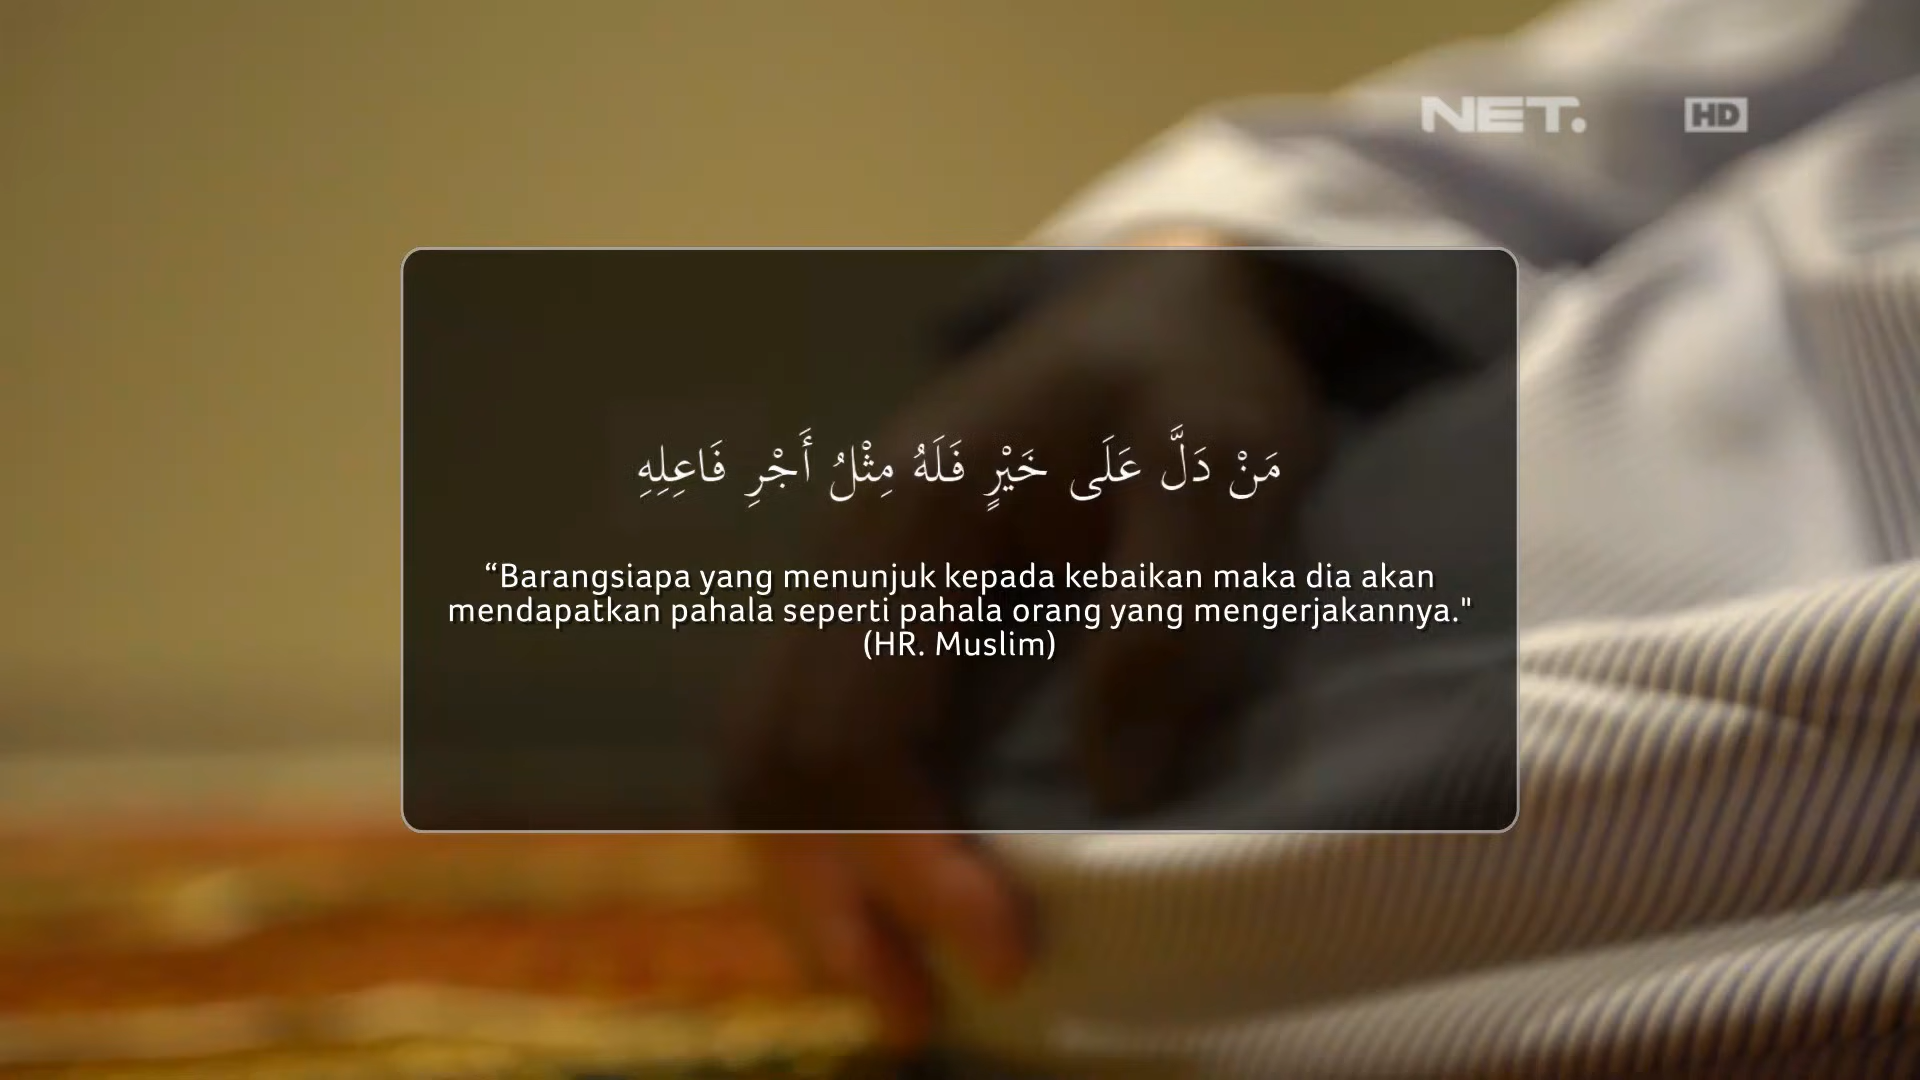 NET. HD
مَنْ دَلَّ عَلَى خَيْرٍ فَلَهُ مِثْلُ أَجْرِ فَاعِلِهِ
“Barangsiapa yang menunjuk kepada kebaikan maka dia akan
mendapatkan pahala seperti pahala orang yang mengerjakannya."
(HR. Muslim)